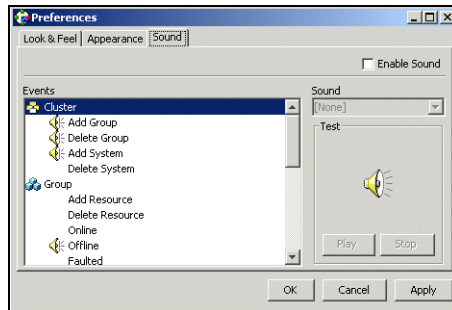 Preferences
Look & Feel Appearance Sound
Enable Sound
Events
Cluster
Add Group
Delete Group
Add System
Delete System
Group
Add Resource
Delete Resource
Online
Offline
Faulted
Sound
[None]
Test
Play Stop
OK Cancel Apply